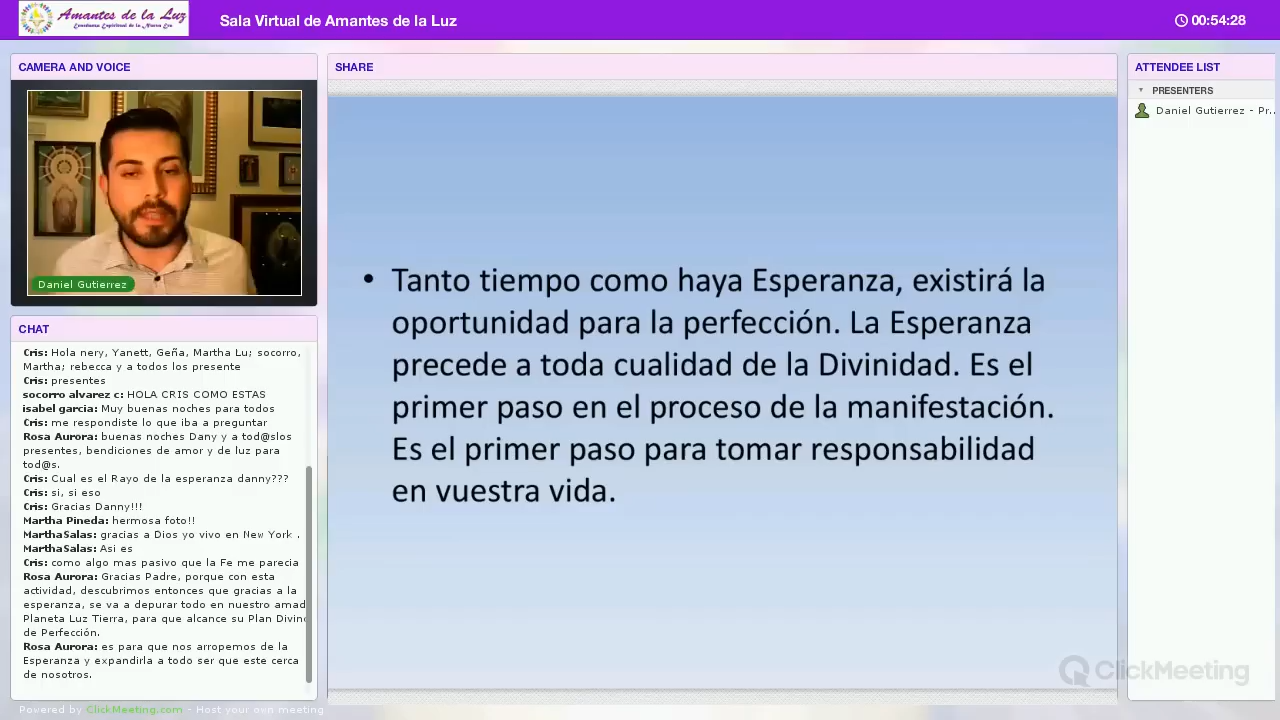 Amantes de la Luz
Enseñanza Espiritual de la Nueva Era
Sala Virtual de Amantes de la Luz
00:54:28
CAMERA AND VOICE
Daniel Gutierrez
CHAT
Cris: Hola nery, Yanett, Geña, Martha Lu; socorro,
Martha; rebecca y a todos los presente
Cris: presentes
socorro alvarez c: HOLA CRIS COMO ESTAS
isabel garcia: Muy buenas noches para todos
Cris: me respondiste lo que iba a preguntar
Rosa Aurora: buenas noches Dany y a tod@slos
presentes, bendiciones de amor y de luz para
tod@s.
Cris: Cual es el Rayo de la esperanza danny???
Cris: si, si eso
Cris: Gracias Danny!!!
Martha Pineda: hermosa foto!!
MarthaSalas: gracias a Dios yo vivo en New York .
MarthaSalas: Asi es
Cris: como algo mas pasivo que la Fe me parecia
Rosa Aurora: Gracias Padre, porque con esta
actividad, descubrimos entonces que gracias a la
esperanza, se va a depurar todo en nuestro amad
Planeta Luz Tierra, para que alcance su Plan Divino
de Perfección.
Rosa Aurora: es para que nos arropemos de la
Esperanza y expandirla a todo ser que este cerca
de nosotros.
Powered by ClickMeeting.com - Host your own meeting
SHARE
• Tanto tiempo como haya Esperanza, existirá la
oportunidad para la perfección. La Esperanza
precede a toda cualidad de la Divinidad. Es el
primer paso en el proceso de la manifestación.
Es el primer paso para tomar responsabilidad
en vuestra vida.
ClickMeeting
ATTENDEE LIST
PRESENTERS
Daniel Gutierrez - Pr...